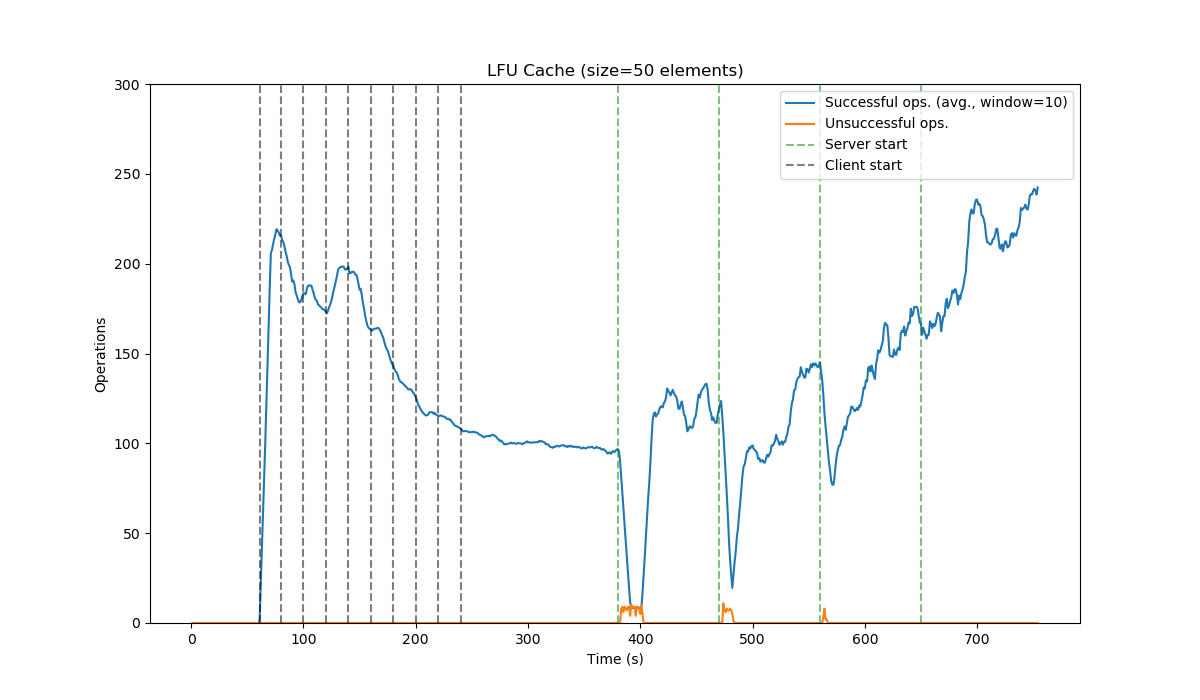 LFU Cache (size=50 elements)
300
250
200
150
100
50
0
Operations
Successful ops. (avg., window=10)
Unsuccessful ops.
Server start
Client start
0 100 200 300 400 500 600 700
Time (s)